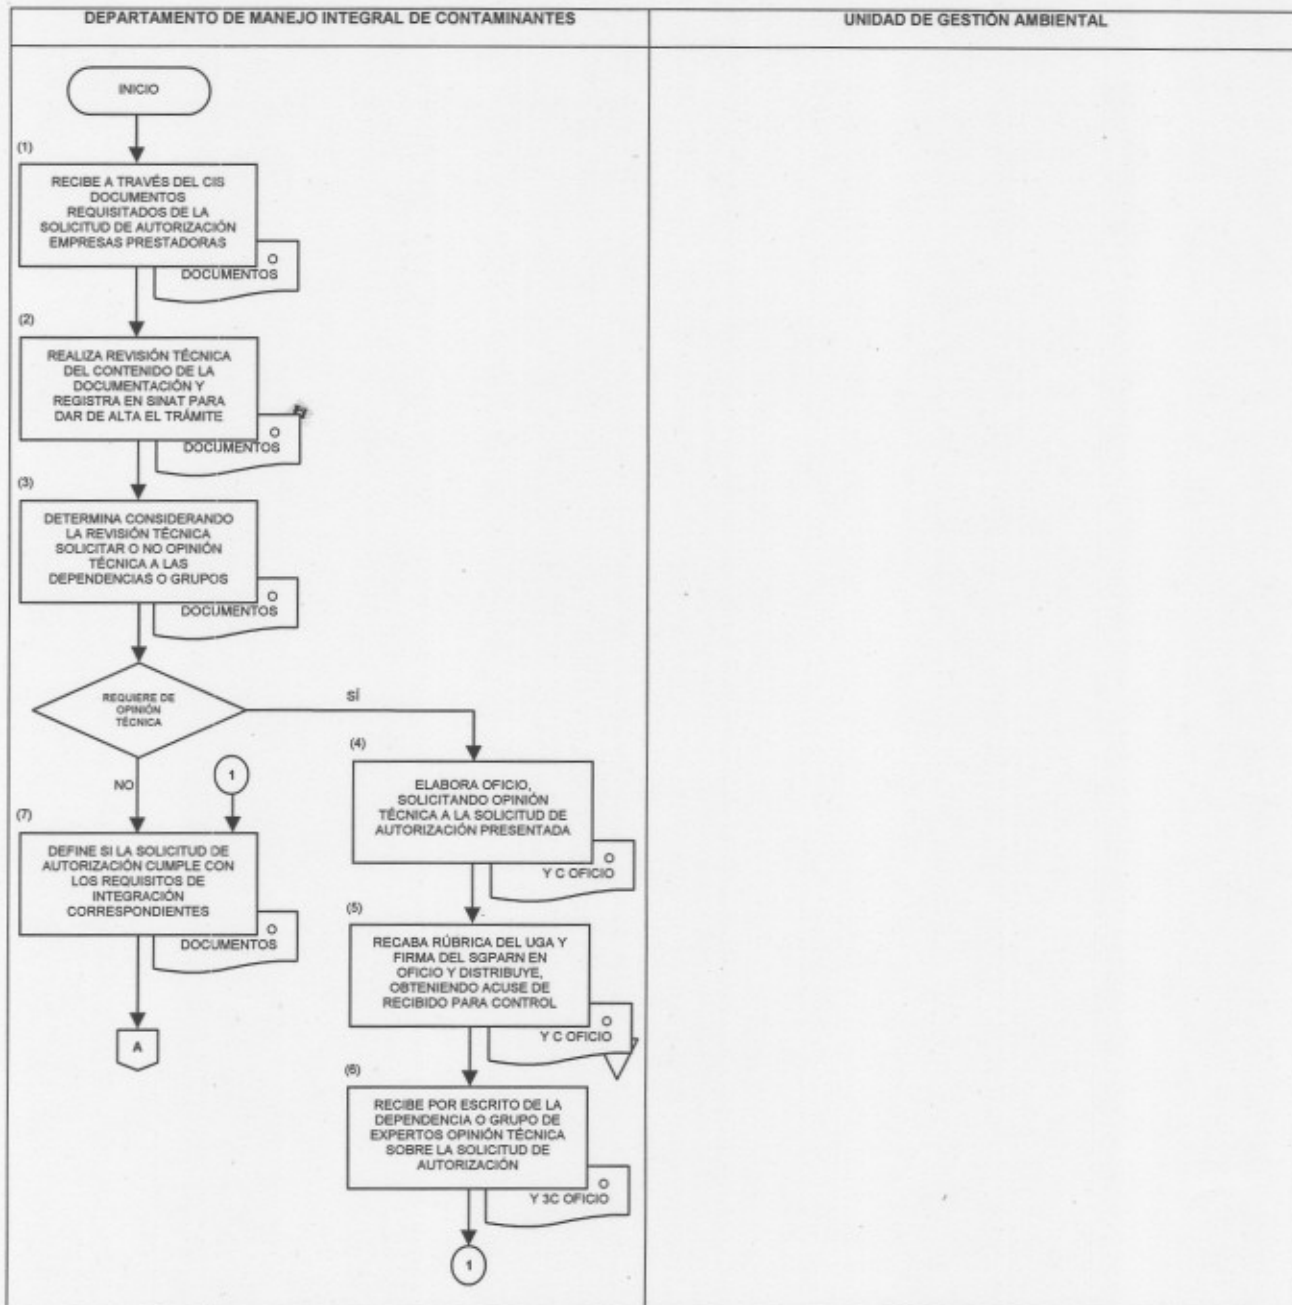 DEPARTAMENTO DE MANEJO INTEGRAL DE CONTAMINANTES
UNIDAD DE GESTIÓN AMBIENTAL
INICIO
(1)
RECIBE A TRAVÉS DEL CIS
DOCUMENTOS
REQUISITADOS DE LA
SOLICITUD DE AUTORIZACIÓN
EMPRESAS PRESTADORAS
O
DOCUMENTOS
(2)
REALIZA REVISIÓN TÉCNICA
DEL CONTENIDO DE LA
DOCUMENTACIÓN Y
REGISTRA EN SINAT PARA
DAR DE ALTA EL TRÁMITE
O
DOCUMENTOS
(3)
DETERMINA CONSIDERANDO
LA REVISIÓN TÉCNICA
SOLICITAR O NO OPINIÓN
TÉCNICA A LAS
DEPENDENCIAS O GRUPOS
O
DOCUMENTOS
REQUIERE DE
OPINIÓN
TÉCNICA
SÍ
NO
1
(7)
DEFINE SI LA SOLICITUD DE
AUTORIZACIÓN CUMPLE CON
LOS REQUISITOS DE
INTEGRACIÓN
CORRESPONDIENTES
O
DOCUMENTOS
A
(4)
ELABORA OFICIO,
SOLICITANDO OPINIÓN
TÉCNICA A LA SOLICITUD DE
AUTORIZACIÓN PRESENTADA
O
Y C OFICIO
(5)
RECABA RÚBRICA DEL UGA Y
FIRMA DEL SGPARN EN
OFICIO Y DISTRIBUYE,
OBTENIENDO ACUSE DE
RECIBIDO PARA CONTROL
O
Y C OFICIO
(6)
RECIBE POR ESCRITO DE LA
DEPENDENCIA O GRUPO DE
EXPERTOS OPINIÓN TÉCNICA
SOBRE LA SOLICITUD DE
AUTORIZACIÓN
O
Y 3C OFICIO
1